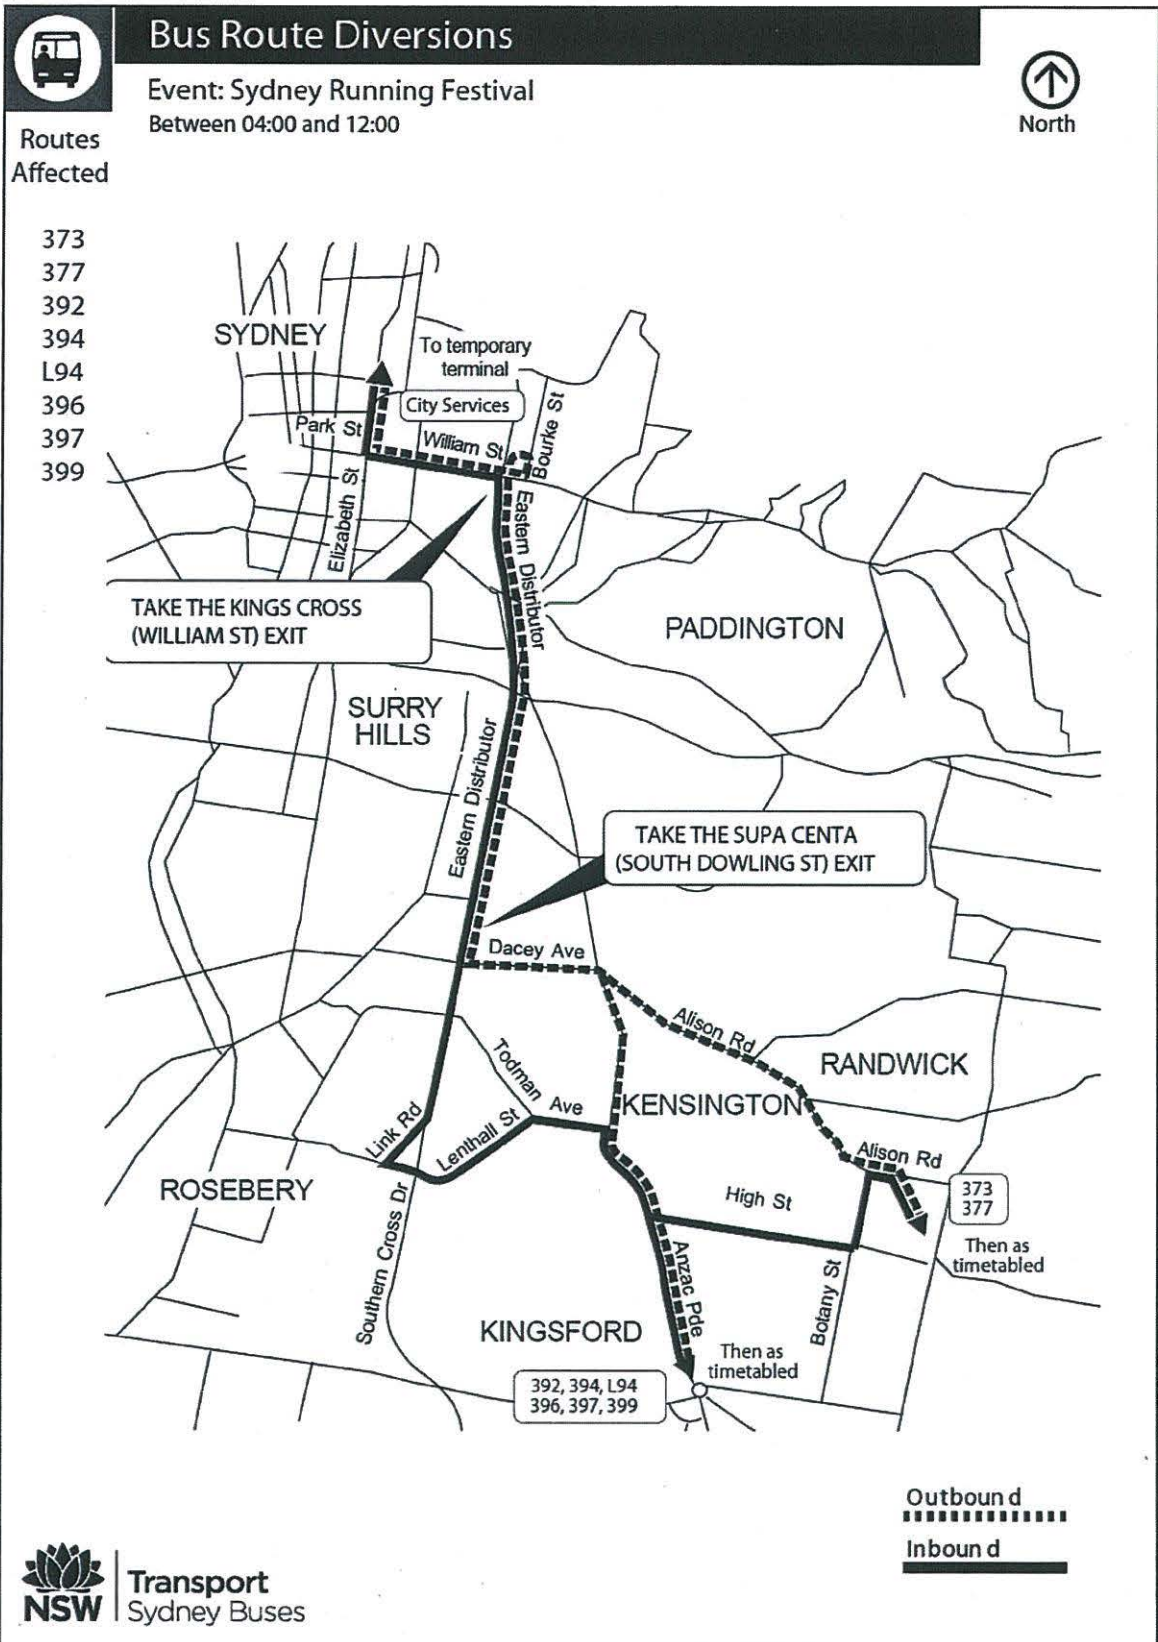 Bus Route Diversions
Event: Sydney Running Festival
Between 04:00 and 12:00
North
Routes
Affected
373
377
392
394
L94
396
397
399
SYDNEY
To temporary
terminal
City Services
Park St
William St
Bourke St
Elizabeth St
Eastern Distributor
TAKE THE KINGS CROSS
(WILLIAM ST) EXIT
PADDINGTON
SURRY
HILLS
Eastern Distributor
TAKE THE SUPA CENTA
(SOUTH DOWLING ST) EXIT
Dacey Ave
Alison Rd
RANDWICK
Todman
Ave
KENSINGTON
Link Rd
Lenthall St
Alison Rd
ROSEBERY
High St
373
377
Then as
timetabled
Southern Cross Dr
Anzac Pde
Botany St
KINGSFORD
Then as
timetabled
392, 394, L94
396, 397, 399
Outbound
Inbound
NSW
Transport
Sydney Buses